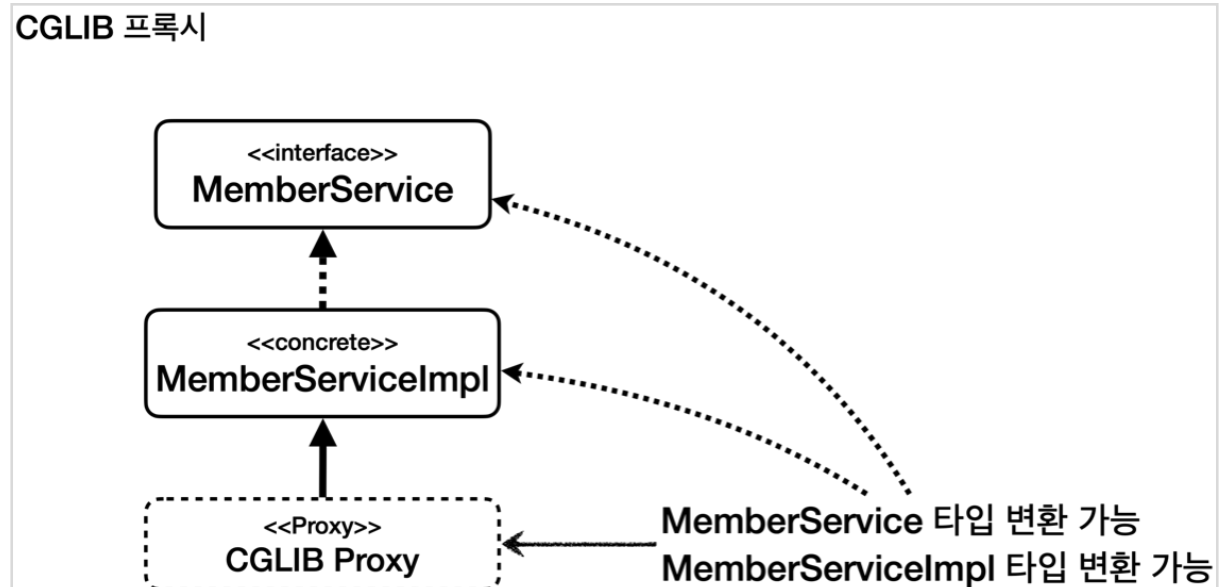 CGLIB 프록시
<<interface>>
MemberService
<<concrete>>
MemberServiceImpl
<<Proxy>>
CGLIB Proxy
MemberService 타입 변환 가능
MemberServiceImpl 타입 변환 가능